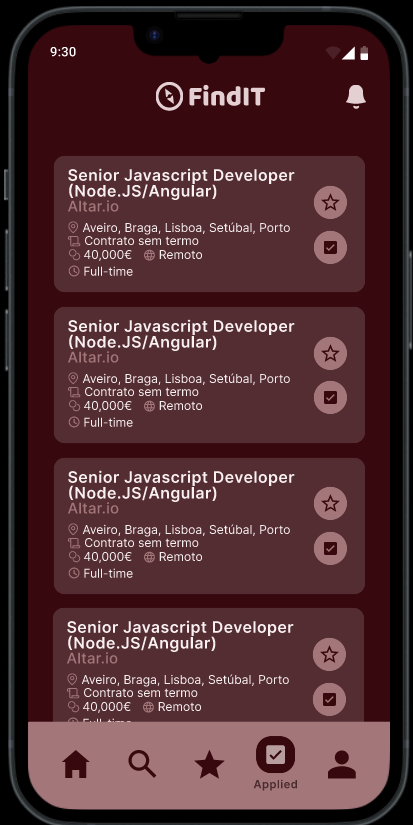 9:30
FindIT
Senior Javascript Developer
(Node.JS/Angular)
Altar.io
Aveiro, Braga, Lisboa, Setúbal, Porto
Contrato sem termo
40,000€ Remoto
Full-time
Senior Javascript Developer
(Node.JS/Angular)
Altar.io
Aveiro, Braga, Lisboa, Setúbal, Porto
Contrato sem termo
40,000€ Remoto
Full-time
Senior Javascript Developer
(Node.JS/Angular)
Altar.io
Aveiro, Braga, Lisboa, Setúbal, Porto
Contrato sem termo
40,000€ Remoto
Full-time
Senior Javascript Developer
(Node.JS/Angular)
Altar.io
Aveiro, Braga, Lisboa, Setúbal, Porto
Contrato sem termo
40,000€ Remoto
Applied